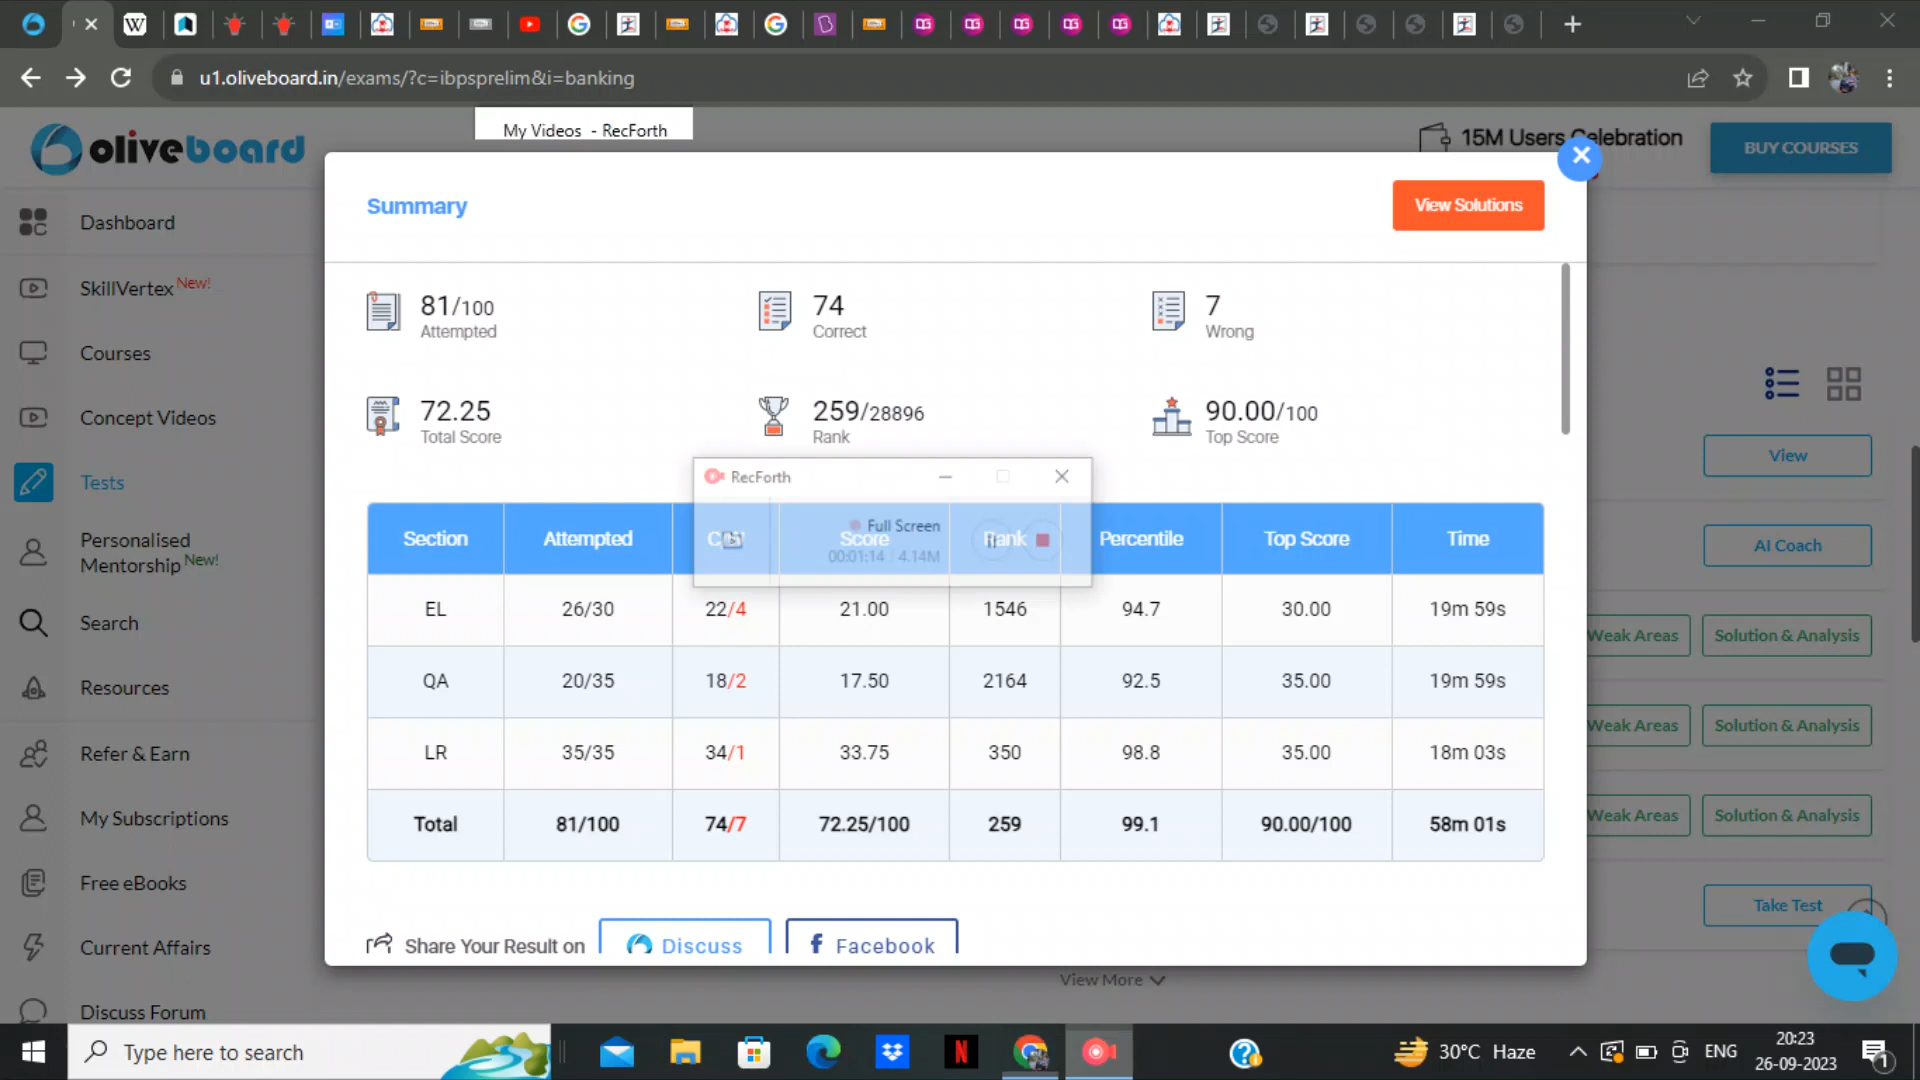 u1.oliveboard.in/exams/?c=ibpsprelim&i=banking
My Videos - RecForth
oliveboard
15M Users Celebration
BUY COURSES
Dashboard
SkillVertex New!
Courses
Concept Videos
Tests
Personalised
Mentorship New!
Search
Resources
Refer & Earn
My Subscriptions
Free eBooks
Current Affairs
Discuss Forum
Summary
View Solutions
81/100
Attempted
74
Correct
7
Wrong
72.25
Total Score
259/28896
Rank
90.00/100
Top Score
RecForth
Full Screen
00:01:14 4.14M
Section Attempted Score Rank Percentile Top Score Time
EL 26/30 22/4 21.00 1546 94.7 30.00 19m 59s
QA 20/35 18/2 17.50 2164 92.5 35.00 19m 59s
LR 35/35 34/1 33.75 350 98.8 35.00 18m 03s
Total 81/100 74/7 72.25/100 259 99.1 90.00/100 58m 01s
Share Your Result on Discuss Facebook
View
AI Coach
Weak Areas Solution & Analysis
Weak Areas Solution & Analysis
Weak Areas Solution & Analysis
Take Test
View More
Type here to search
30°C Haze
ENG
20:23
26-09-2023
1